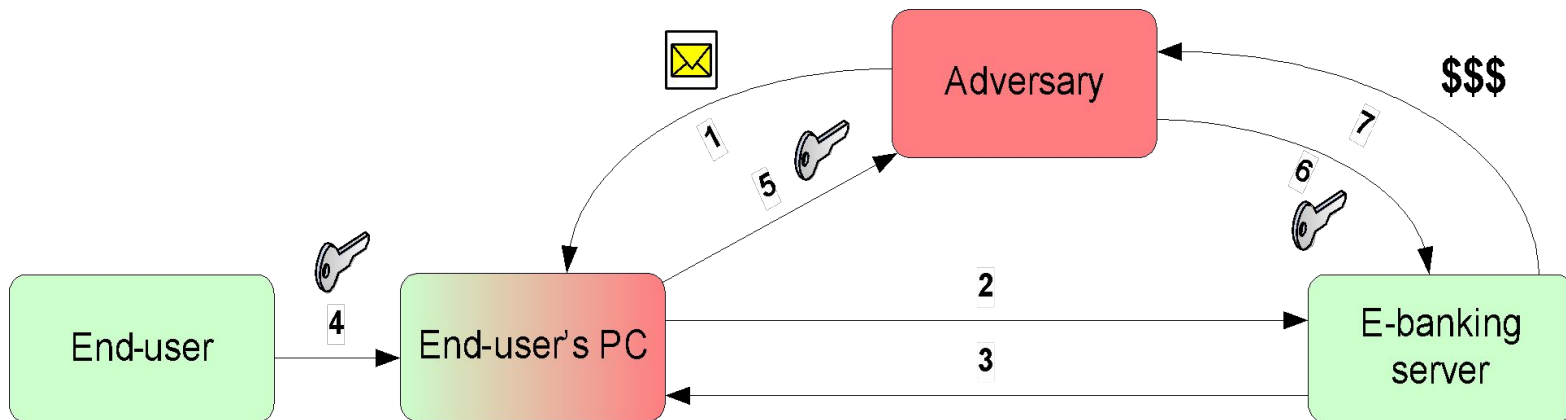 Adversary
$$$
1
5
7
6
4
2
3
End-user
End-user's PC
E-banking
server